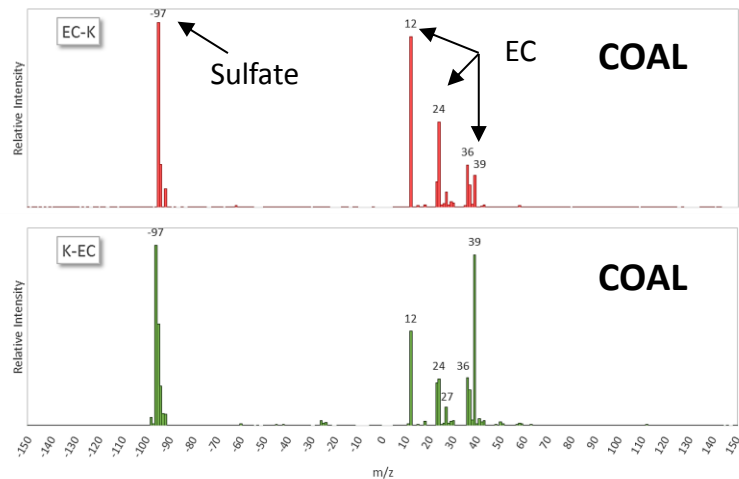 EC-K
-97
Sulfate
12
EC
COAL
24
36
39
Relative Intensity
K-EC
-97
39
COAL
12
24
36
27
Relative Intensity
-150 -140 -130 -120 -110 -100 -90 -80 -70 -60 -50 -40 -30 -20 -10 0 10 20 30 40 50 60 70 80 90 100 110 120 130 140 150
m/z